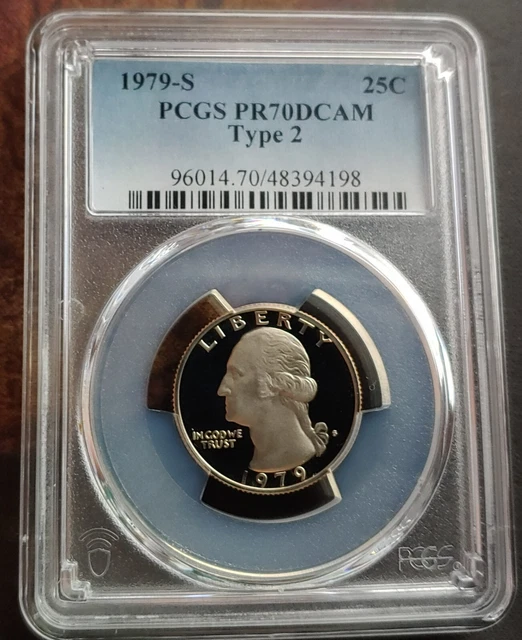 1979-S 25C
PCGS PR70DCAM
Type 2
96014.70/48394198
LIBERTY
IN GOD WE
TRUST
S
1979
PCGS